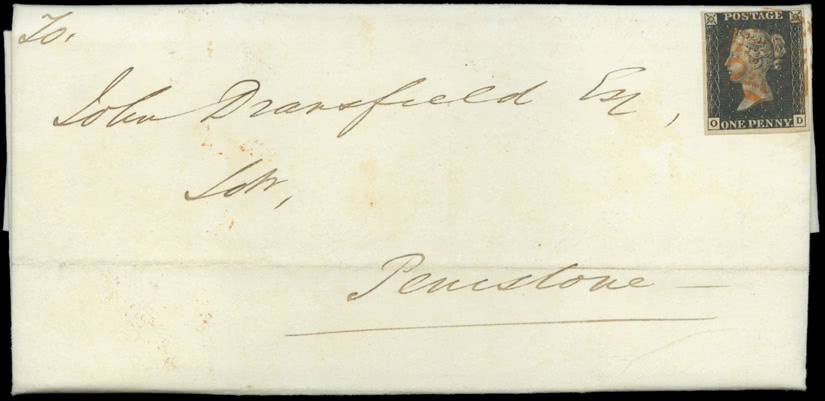 To,
John Dransfield Esq,
Solr,
Penistone —
POSTAGE
O ONE PENNY. D